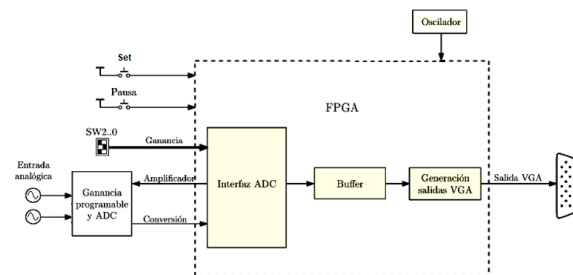 Oscilador
Set
Pausa
FPGA
SW2..0
Ganancia
Entrada
analógica
Amplificador
Ganancia
programable
y ADC
Conversión
Interfaz ADC
Buffer
Generación
salidas VGA
Salida VGA